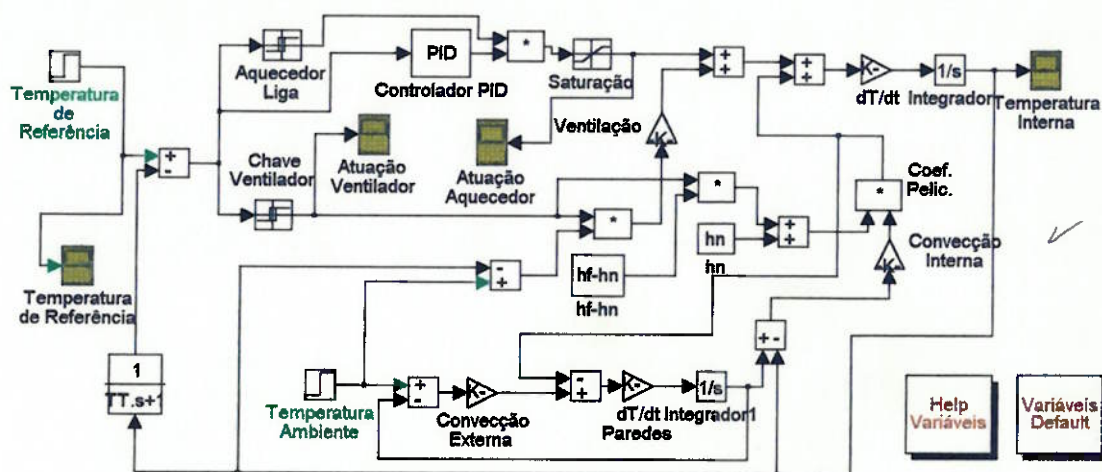 Temperatura
de
Referência
Aquecedor
Liga
PID
Controlador PID
*
Saturação
+
+
+
+
K-
dT/dt
1/s
Integrador
Temperatura
Interna
+
-
Chave
Ventilador
Atuação
Ventilador
Atuação
Aquecedor
Ventilação
K-
*
*
hn
hn
+
+
*
Coef.
Pelic.
K-
Convecção
Interna
Temperatura
de Referência
-
+
hf-hn
hf-hn
+ -
1
TT.s+1
Temperatura
Ambiente
+
-
K-
Convecção
Externa
-
+
K-
dT/dt
Paredes
1/s
Integrador1
Help
Variáveis
Variáveis
Default